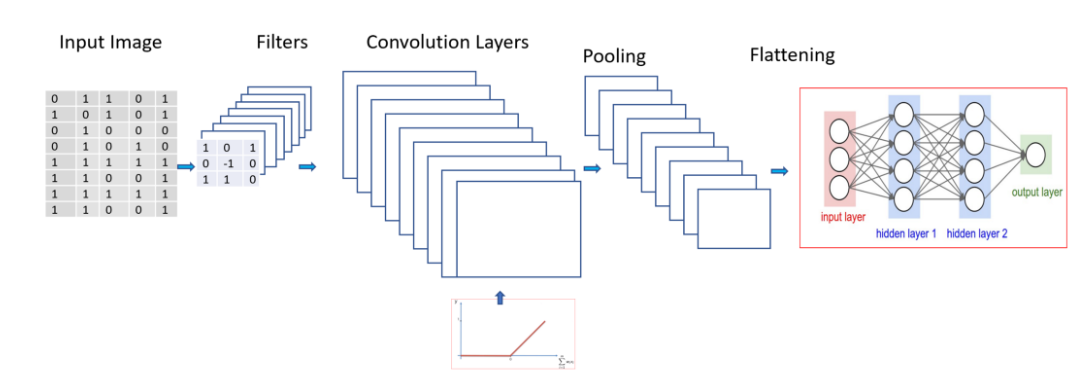 Input Image
Filters
Convolution Layers
Pooling
Flattening
0 1 1 0 1
1 0 1 0 1
0 1 0 0 0
0 1 0 1 0
1 1 1 1 1
1 1 0 0 1
1 1 1 1 1
1 1 0 0 1
1 0 1
0 -1 0
1 1 0
input layer
hidden layer 1
hidden layer 2
output layer